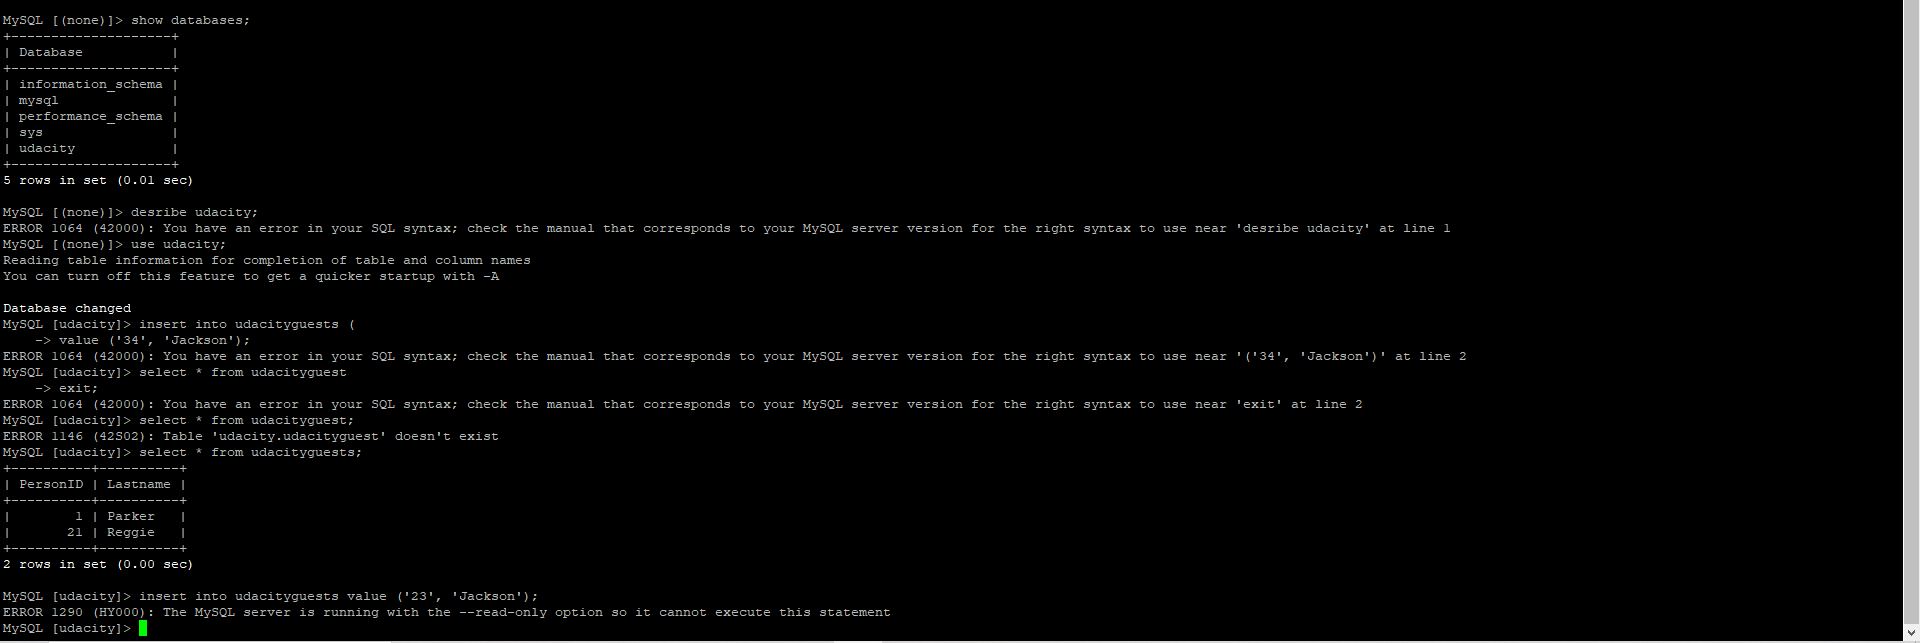 MySQL [(none)]> show databases;
+--------------------+
| Database           |
+--------------------+
| information_schema |
| mysql              |
| performance_schema |
| sys                |
| udacity            |
+--------------------+
5 rows in set (0.01 sec)

MySQL [(none)]> desribe udacity;
ERROR 1064 (42000): You have an error in your SQL syntax; check the manual that corresponds to your MySQL server version for the right syntax to use near 'desribe udacity' at line 1
MySQL [(none)]> use udacity;
Reading table information for completion of table and column names
You can turn off this feature to get a quicker startup with -A

Database changed
MySQL [udacity]> insert into udacityguests (
    -> value ('34', 'Jackson');
ERROR 1064 (42000): You have an error in your SQL syntax; check the manual that corresponds to your MySQL server version for the right syntax to use near '('34', 'Jackson')' at line 2
MySQL [udacity]> select * from udacityguest
    -> exit;
ERROR 1064 (42000): You have an error in your SQL syntax; check the manual that corresponds to your MySQL server version for the right syntax to use near 'exit' at line 2
MySQL [udacity]> select * from udacityguest;
ERROR 1146 (42S02): Table 'udacity.udacityguest' doesn't exist
MySQL [udacity]> select * from udacityguests;
+----------+----------+
| PersonID | Lastname |
+----------+----------+
|        1 | Parker   |
|       21 | Reggie   |
+----------+----------+
2 rows in set (0.00 sec)

MySQL [udacity]> insert into udacityguests value ('23', 'Jackson');
ERROR 1290 (HY000): The MySQL server is running with the --read-only option so it cannot execute this statement
MySQL [udacity]>